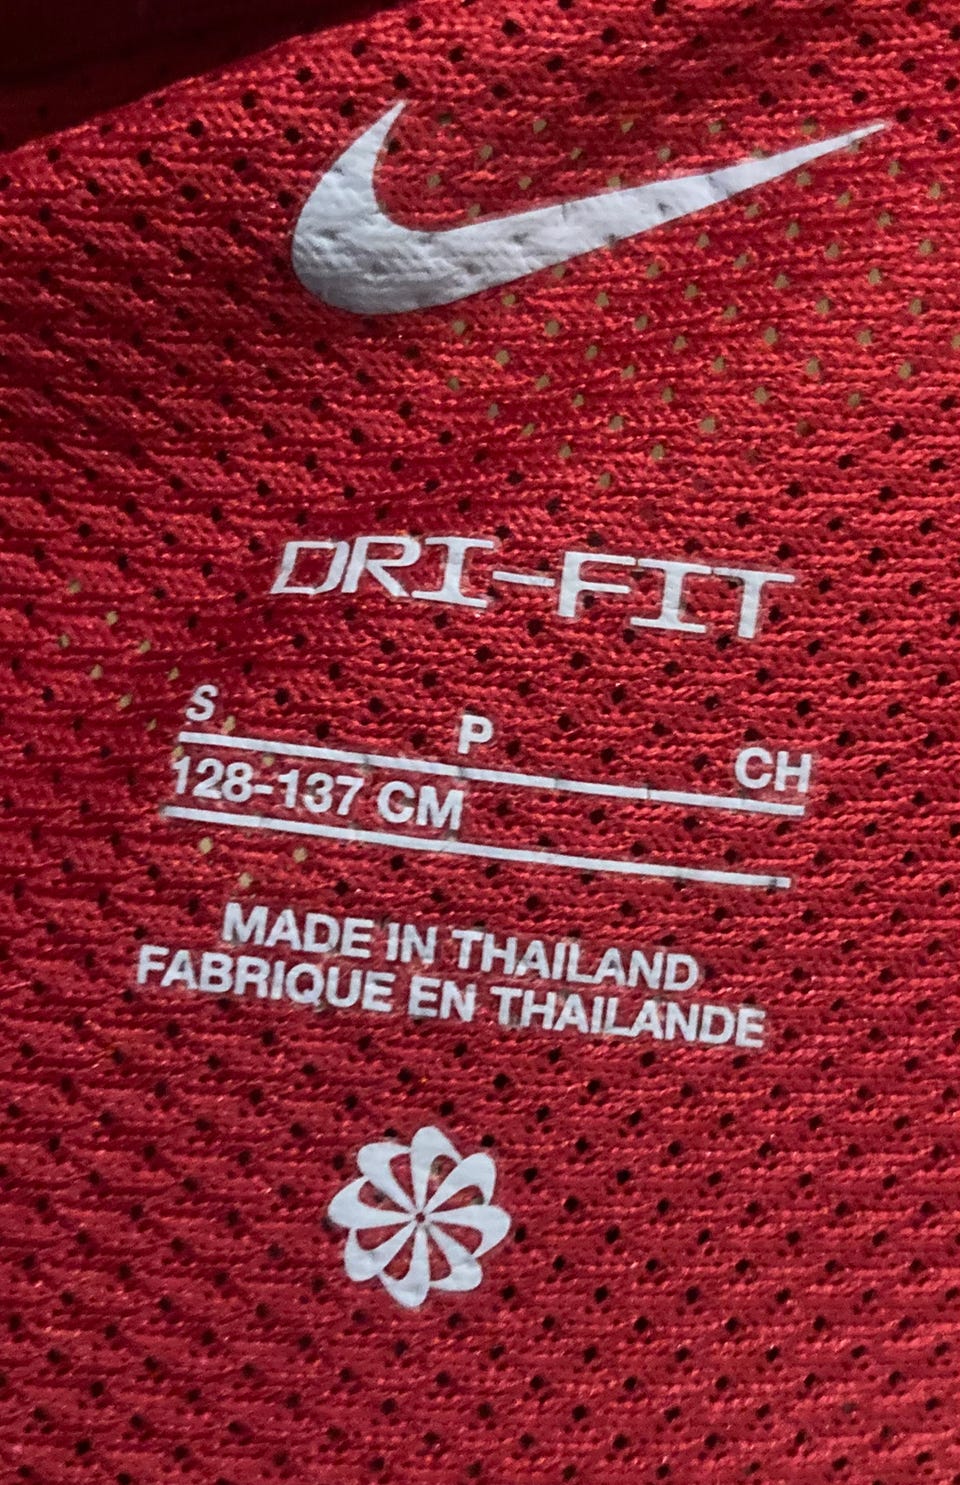 DRI-FIT
S P CH
128-137 CM
MADE IN THAILAND
FABRIQUE EN THAILANDE